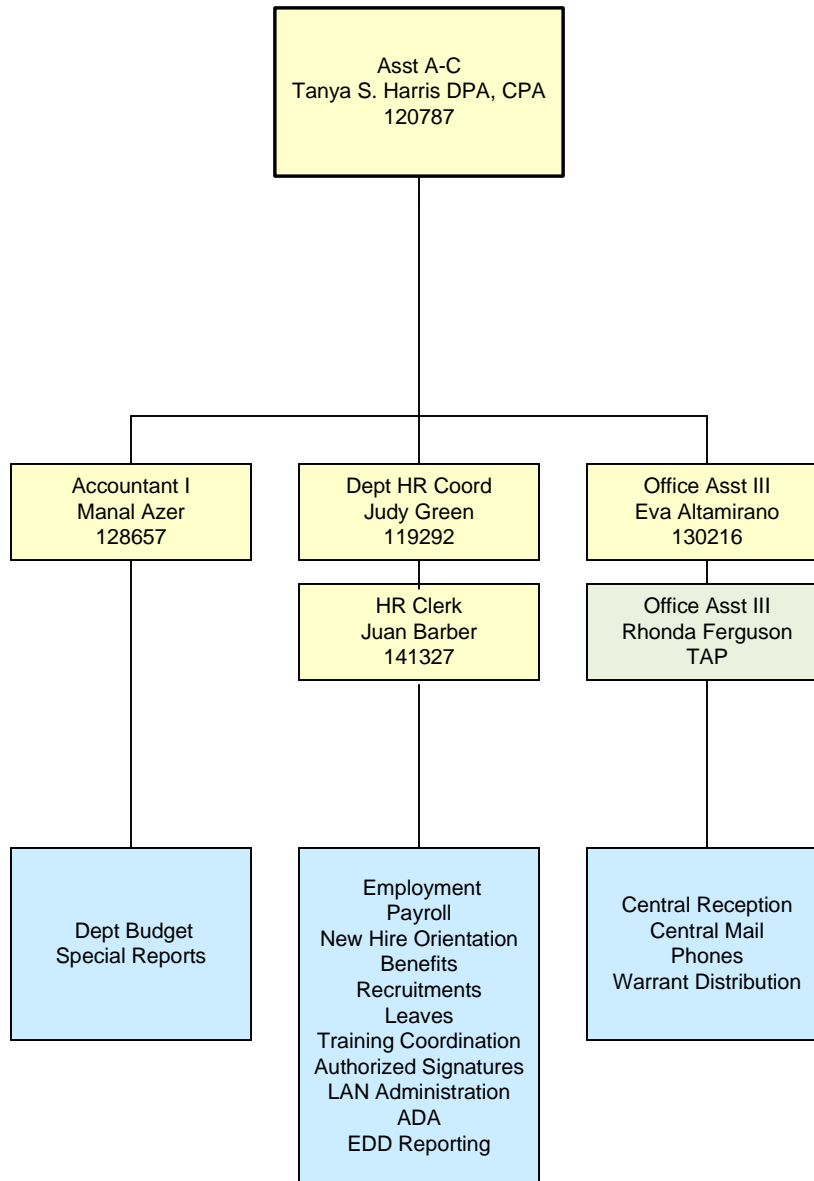 Asst A-C
Tanya S. Harris DPA, CPA
120787
Accountant I
Manal Azer
128657
Dept HR Coord
Judy Green
119292
Office Asst III
Eva Altamirano
130216
HR Clerk
Juan Barber
141327
Office Asst III
Rhonda Ferguson
TAP
Dept Budget
Special Reports
Employment
Payroll
New Hire Orientation
Benefits
Recruitments
Leaves
Training Coordination
Authorized Signatures
LAN Administration
ADA
EDD Reporting
Central Reception
Central Mail
Phones
Warrant Distribution